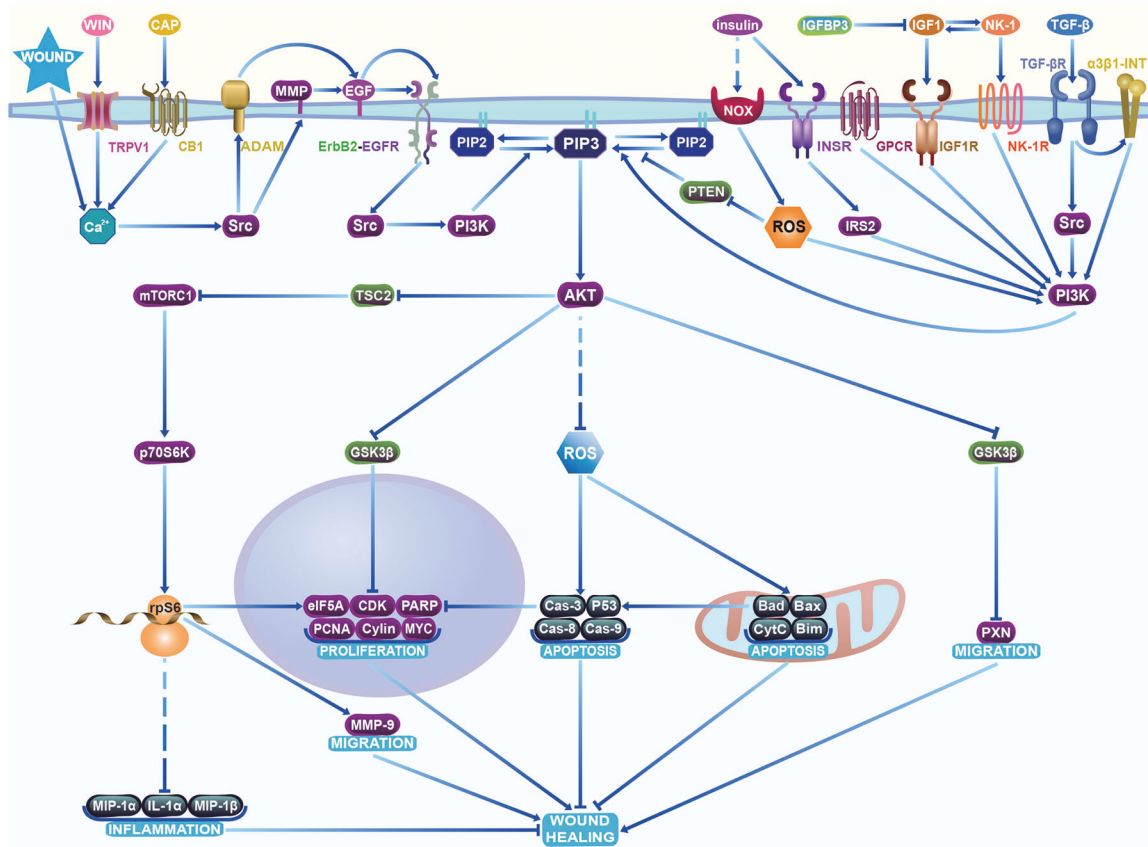 WIN
CAP
insulin
IGFBP3
IGF1
NK-1
TGF-β
WOUND
TGF-βR
α3β1-INT
MMP
EGF
NOX
TRPV1
CB1
ADAM
ErbB2-EGFR
PIP2
PIP3
PIP2
INSR
GPCR
IGF1R
NK-1R
PTEN
Ca²⁺
Src
Src
PI3K
ROS
IRS2
Src
mTORC1
TSC2
AKT
PI3K
p70S6K
GSK3β
ROS
GSK3β
rpS6
eIF5A
CDK
PARP
Cas-3
P53
Bad
Bax
PCNA
Cylin
MYC
Cas-8
Cas-9
CytC
Bim
PXN
PROLIFERATION
APOPTOSIS
APOPTOSIS
MIGRATION
MMP-9
MIGRATION
MIP-1α
IL-1α
MIP-1β
INFLAMMATION
WOUND
HEALING